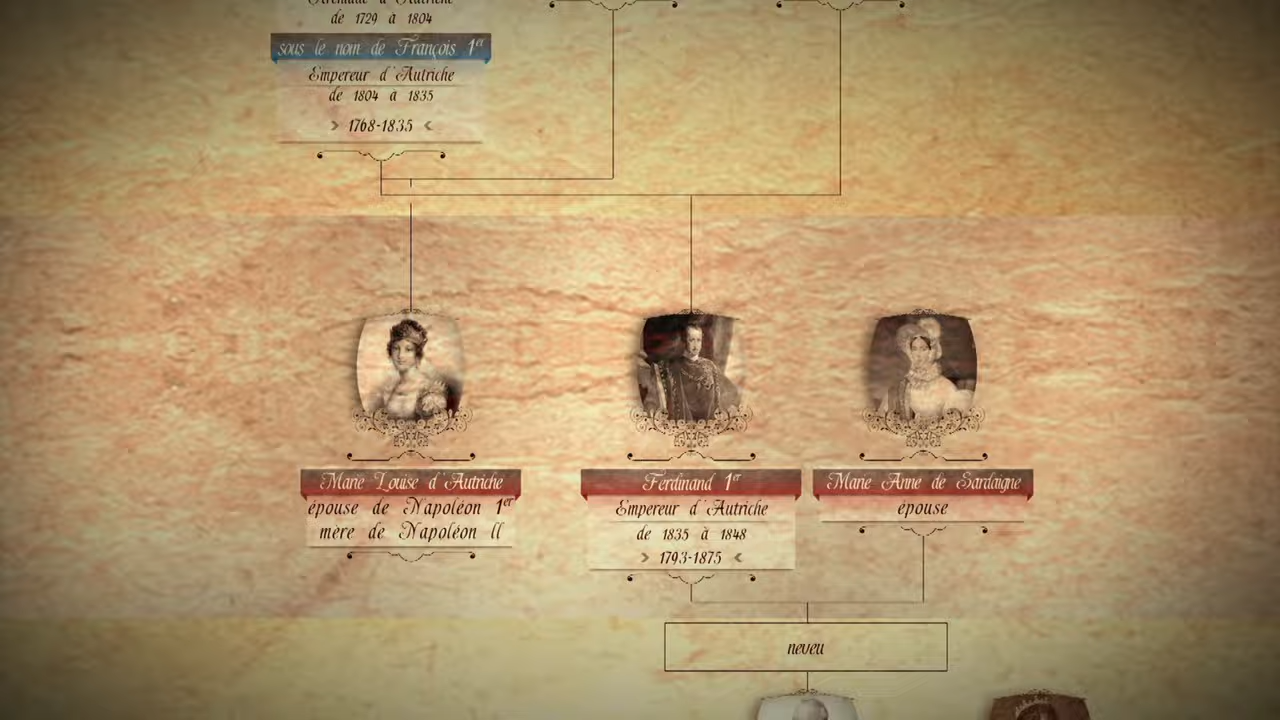 Archiduc d'Autriche
de 1729 à 1804
sous le nom de François 1er
Empereur d'Autriche
de 1804 à 1835
1768-1835
Marie Louise d'Autriche
épouse de Napoléon 1er
mère de Napoléon II
Ferdinand 1er
Empereur d'Autriche
de 1835 à 1848
1793-1875
Marie Anne de Sardaigne
épouse
neveu